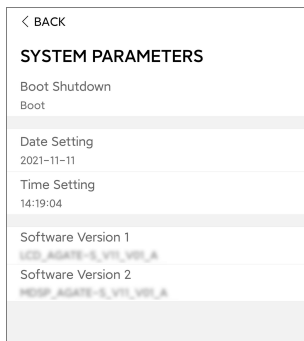 < BACK
SYSTEM PARAMETERS
Boot Shutdown
Boot
Date Setting
2021-11-11
Time Setting
14:19:04
Software Version 1
LCD_AGATE-S_V11_V01_A
Software Version 2
MDSP_AGATE-S_V11_V01_A